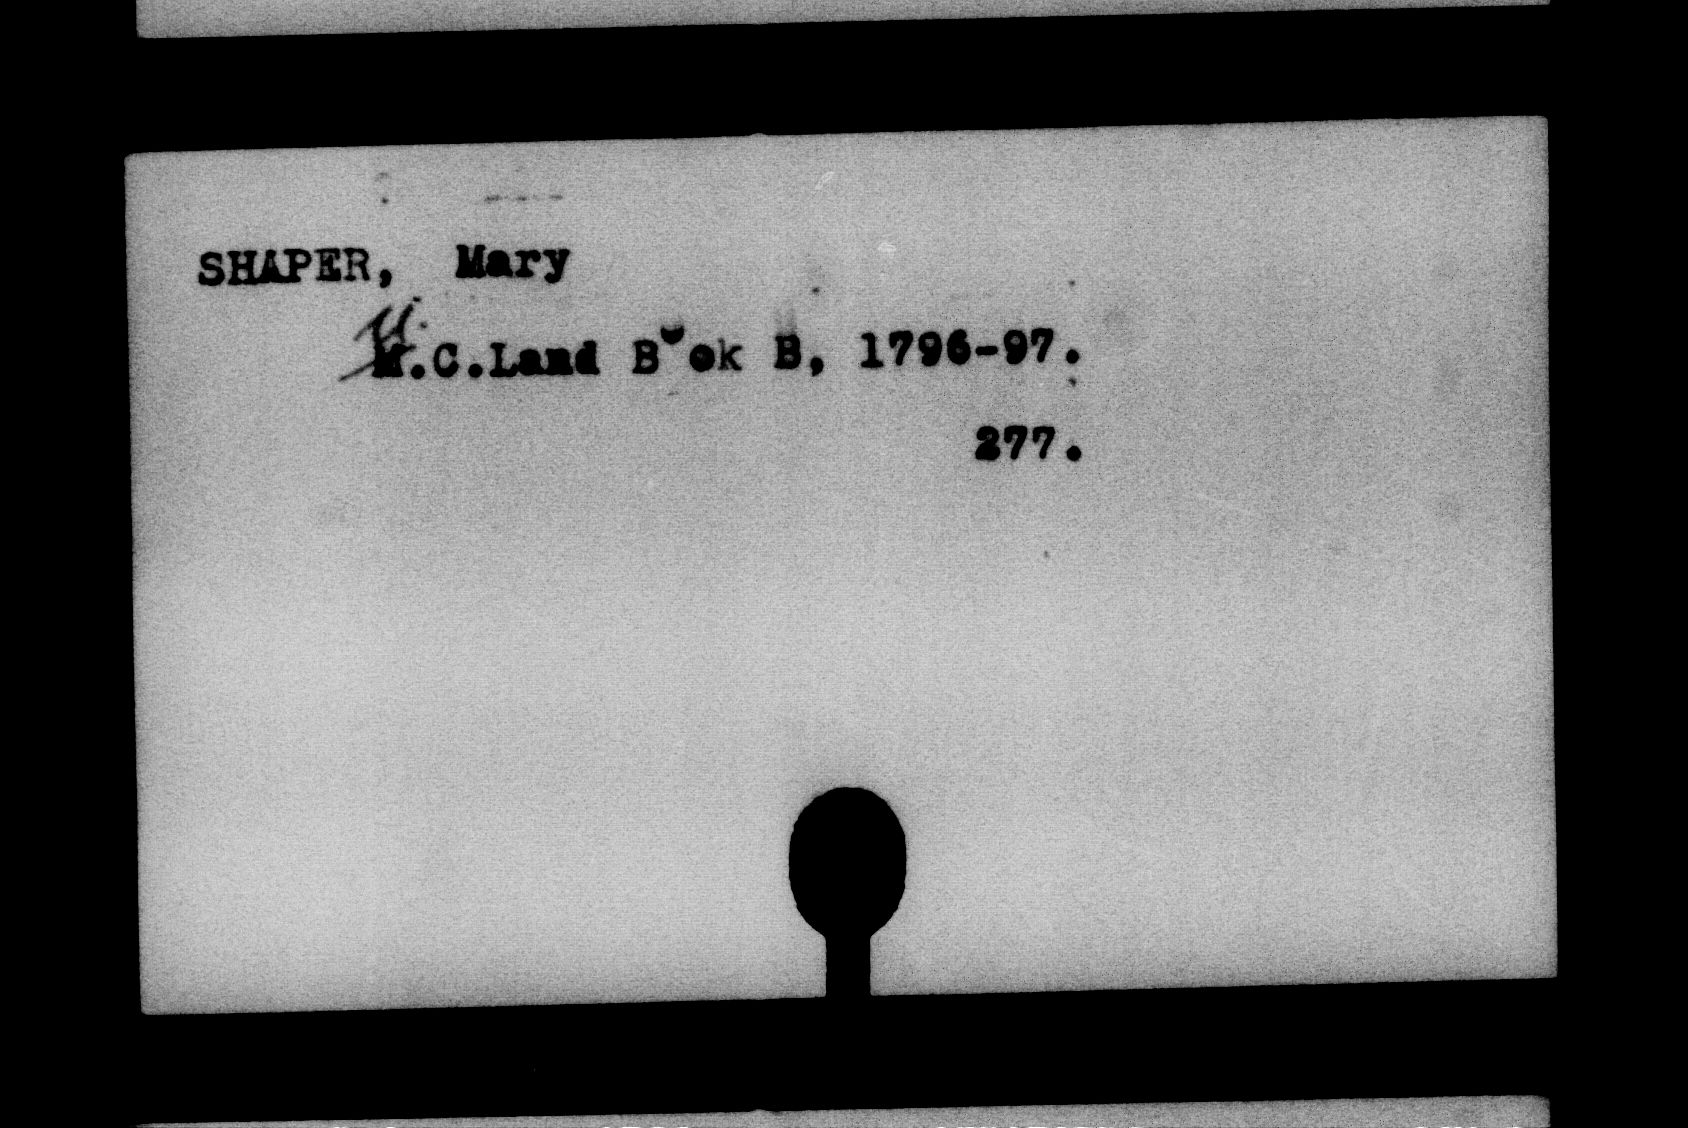 SHAPER, Mary
H.
M.C.Land Book B, 1796-97.
277.